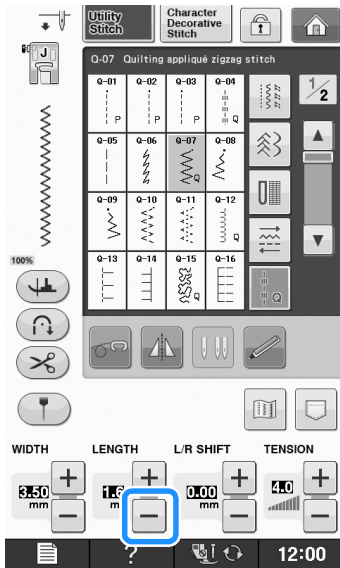 Utility
Stitch
Character
Decorative
Stitch
J
Q-07 Quilting appliqué zigzag stitch
1/2
Q-01 Q-02 Q-03 Q-04
P P P Q
Q-05 Q-06 Q-07 Q-08
Q
Q-09 Q-10 Q-11 Q-12
Q
Q-13 Q-14 Q-15 Q-16
Q
Q
100%
WIDTH LENGTH L/R SHIFT TENSION
3.50 0.00 4.0
mm mm mm
?
12:00